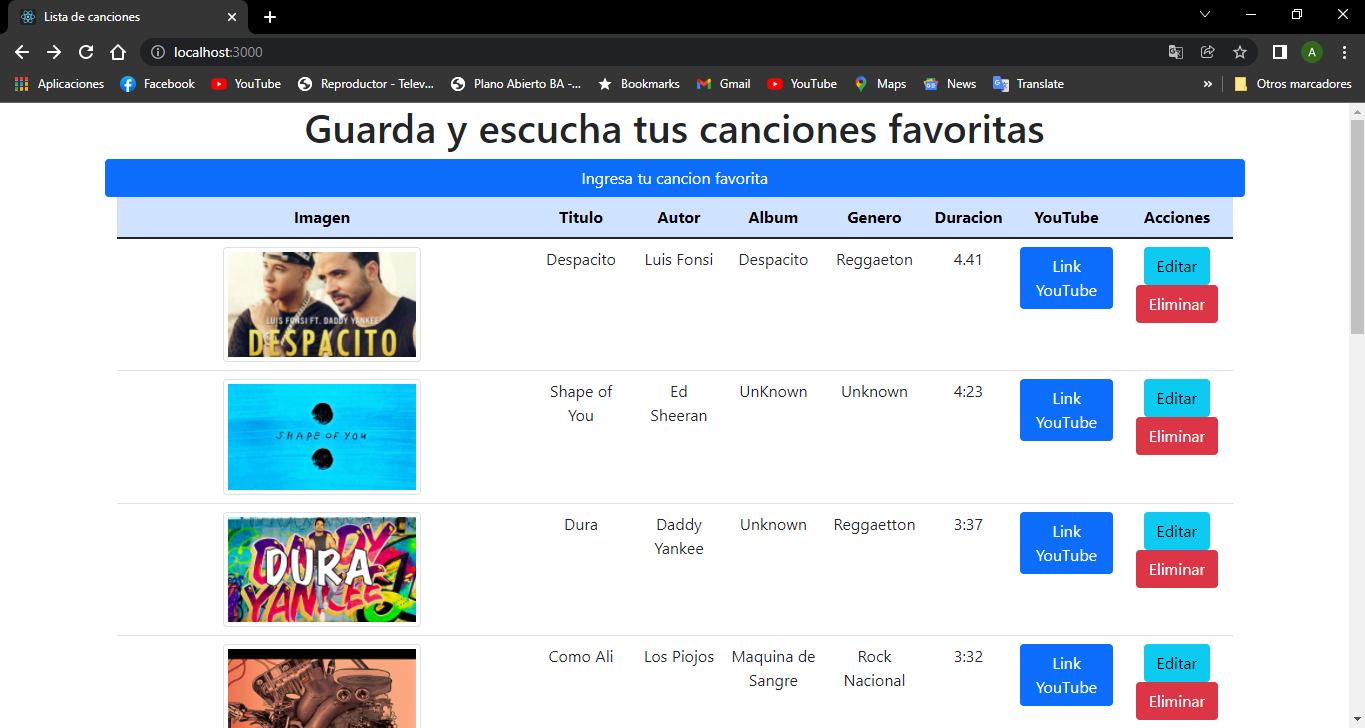 Lista de canciones
localhost:3000
A
Aplicaciones Facebook YouTube Reproductor - Telev... Plano Abierto BA -... Bookmarks Gmail YouTube Maps News Translate » Otros marcadores
Guarda y escucha tus canciones favoritas
Ingresa tu cancion favorita
Imagen Titulo Autor Album Genero Duracion YouTube Acciones
LUIS FONSI FT. DADDY YANKEE
DESPACITO
Despacito Luis Fonsi Despacito Reggaeton 4.41 Link Editar
YouTube Eliminar
SHAPE OF YOU
Shape of Ed UnKnown Unknown 4:23 Link Editar
You Sheeran YouTube Eliminar
DADDY
DURA
YANKEE
Dura Daddy Unknown Reggaetton 3:37 Link Editar
Yankee YouTube Eliminar
Como Ali Los Piojos Maquina de Rock 3:32 Link Editar
Sangre Nacional YouTube Eliminar